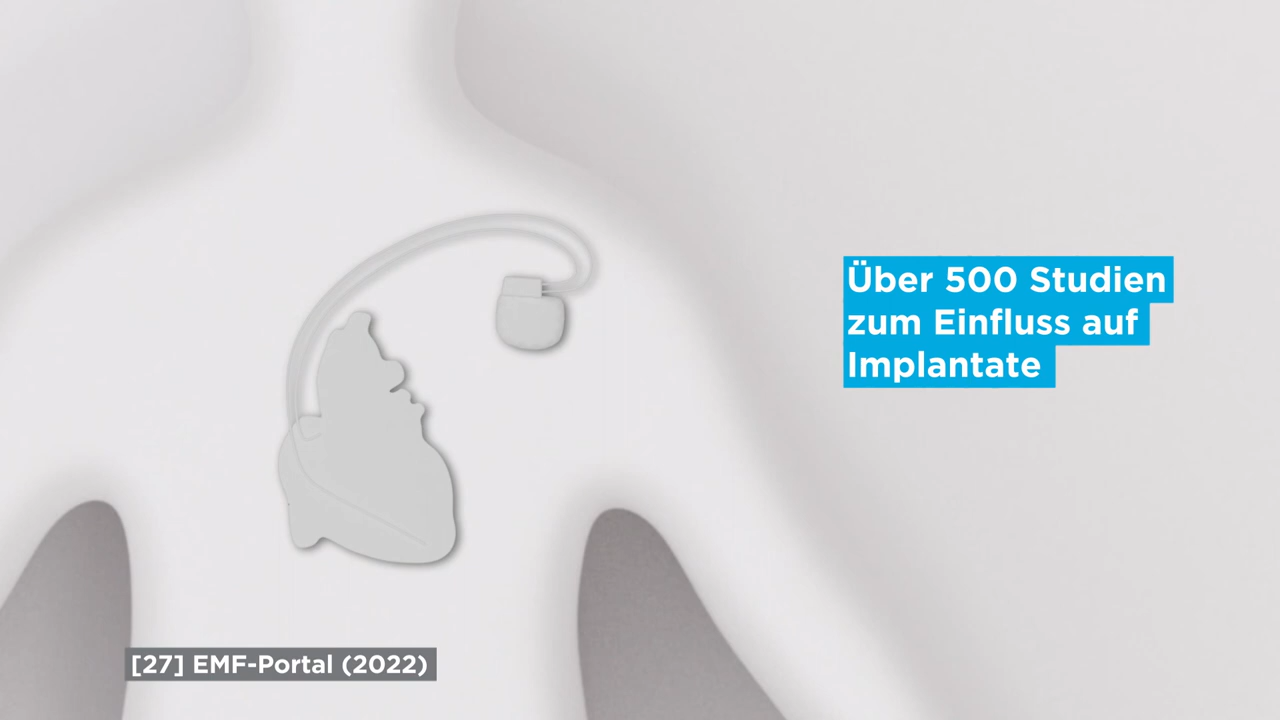 Über 500 Studien
zum Einfluss auf
Implantate
[27] EMF-Portal (2022)